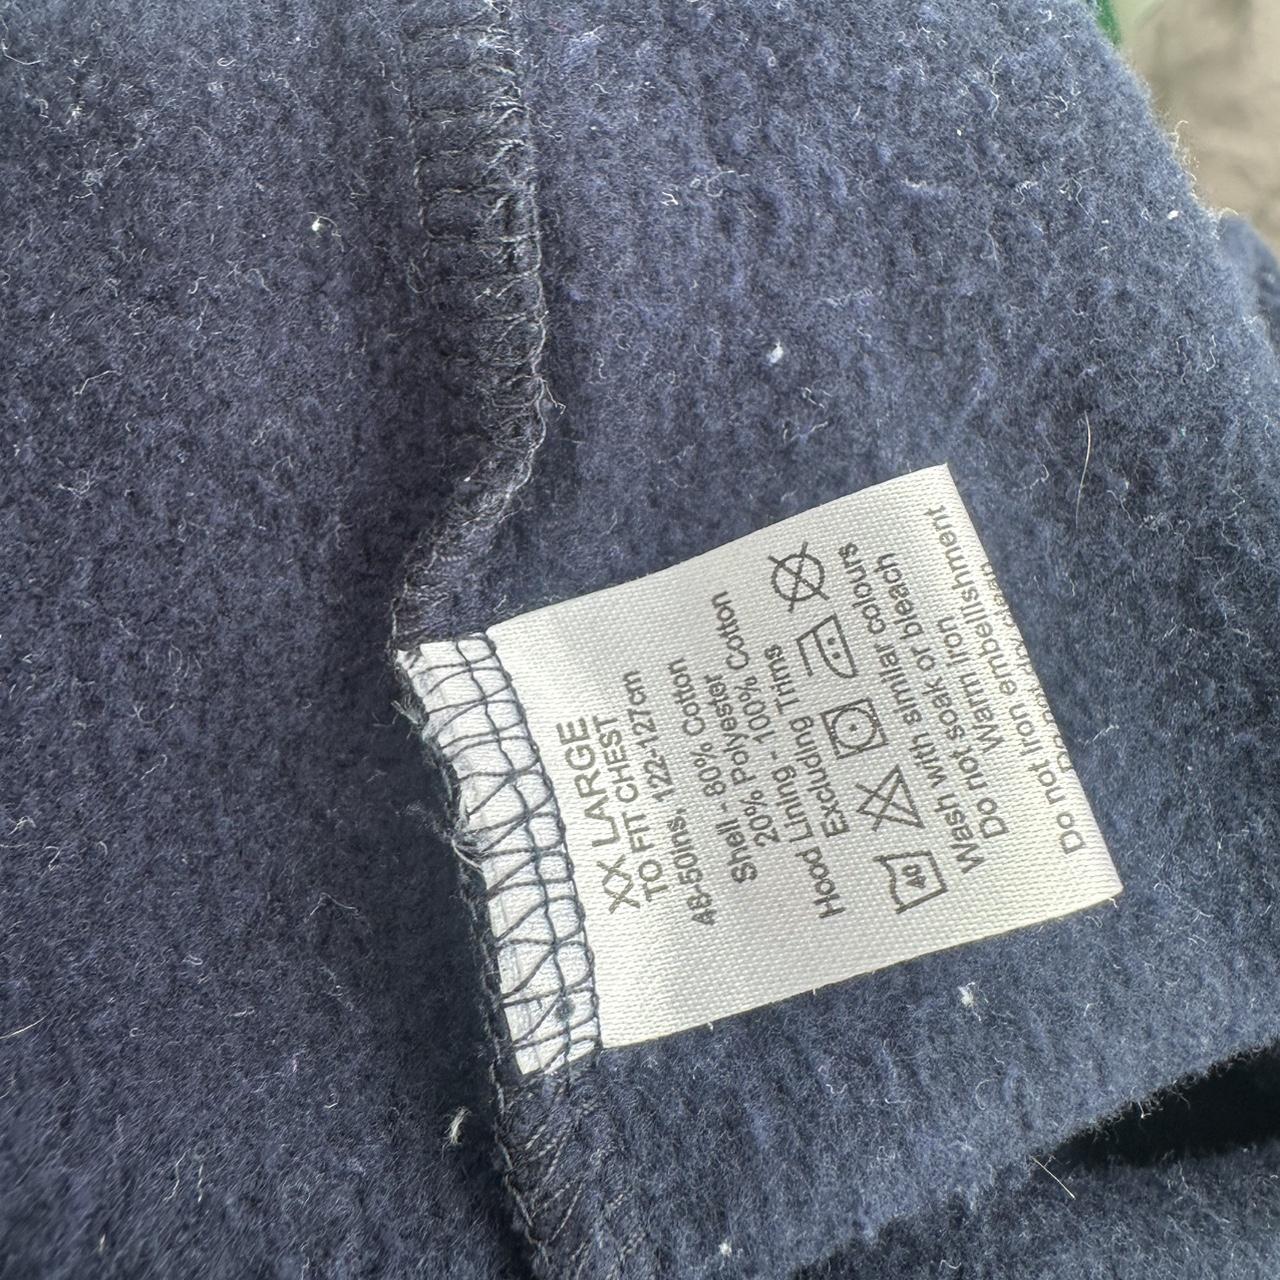 XX LARGE
TO FIT CHEST
48-50ins, 122-127cm
Shell - 80% Cotton
20% Polyester
Hood Lining - 100% Cotton
Excluding Trims
40
Wash with similar colours
Do not soak or bleach
Warm iron
Do not iron embellishment